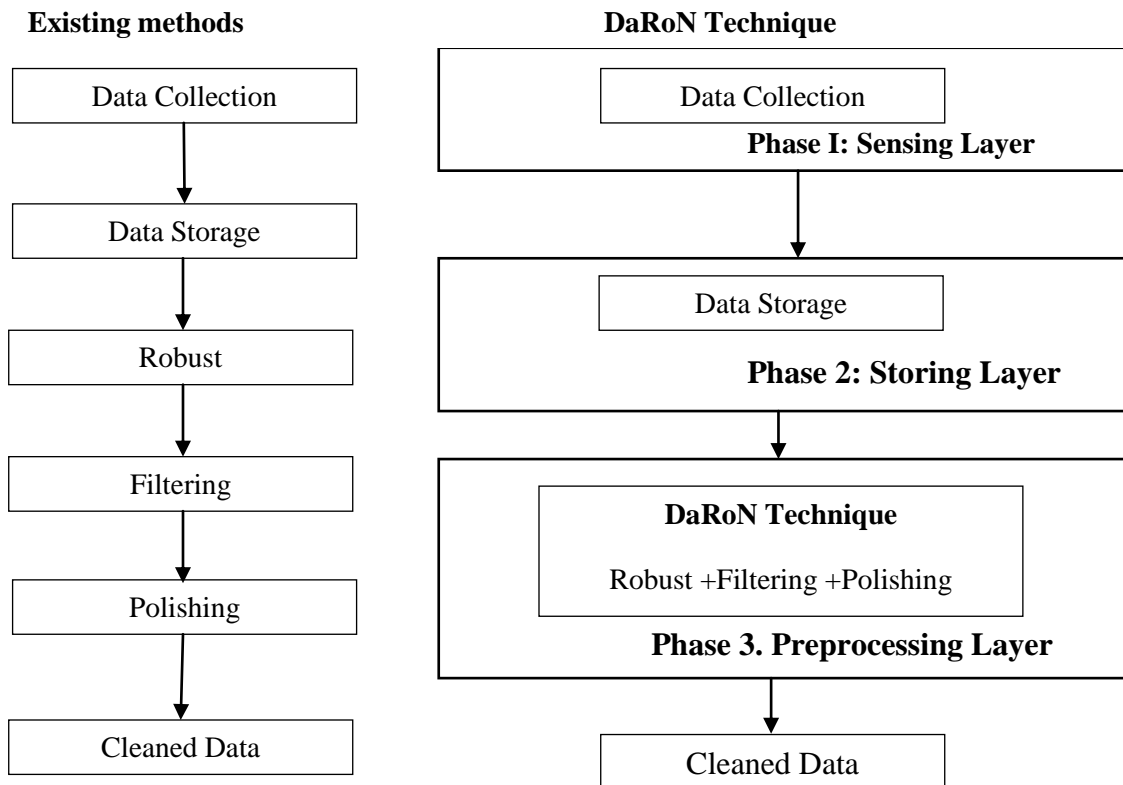 Existing methods
Data Collection
Data Storage
Robust
Filtering
Polishing
Cleaned Data
DaRoN Technique
Data Collection
Phase I: Sensing Layer
Data Storage
Phase 2: Storing Layer
DaRoN Technique
Robust +Filtering +Polishing
Phase 3. Preprocessing Layer
Cleaned Data